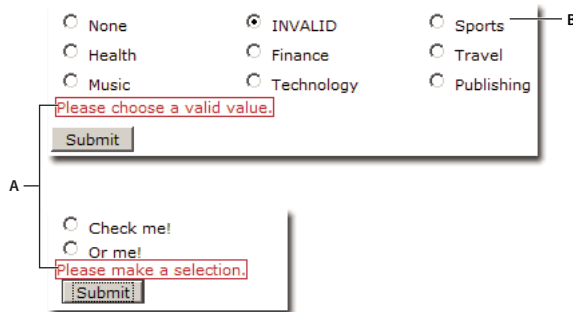 None INVALID Sports B
Health Finance Travel
Music Technology Publishing
Please choose a valid value.
Submit
A
Check me!
Or me!
Please make a selection.
Submit